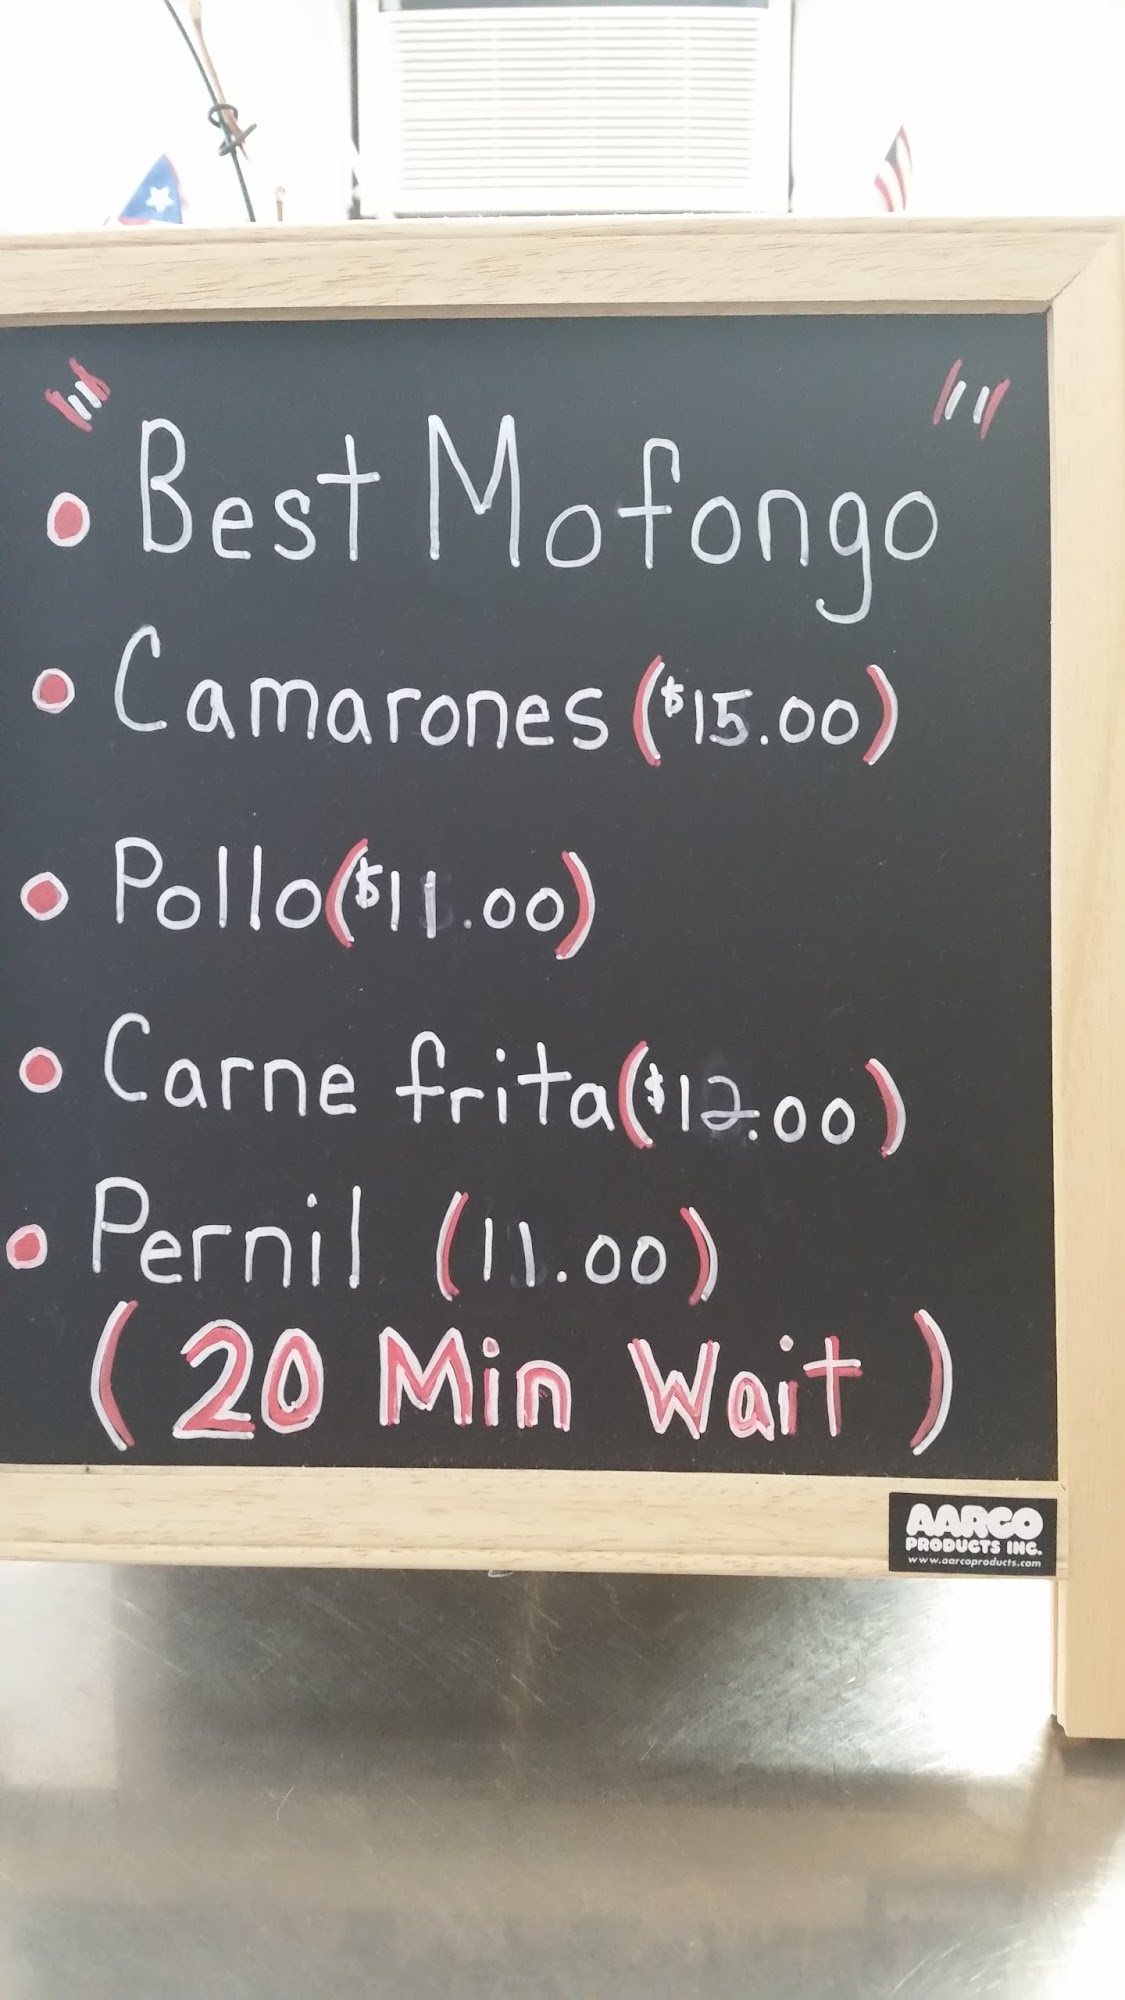 " Best Mofongo "
Camarones ($15.00)
Pollo ($11.00)
Carne frita ($12.00)
Pernil (11.00)
(20 Min Wait)
AARCO
PRODUCTS INC.
www.aarcoproducts.com